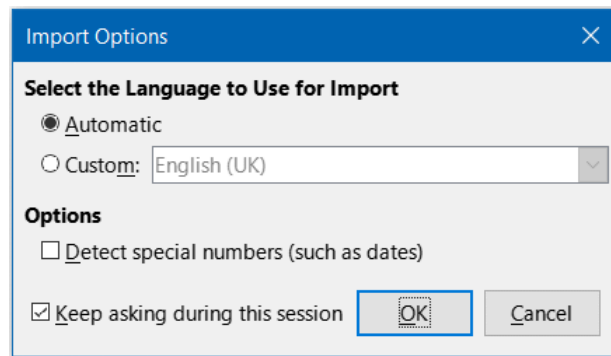 Import Options
Select the Language to Use for Import
Automatic
Custom: English (UK)
Options
Detect special numbers (such as dates)
Keep asking during this session OK Cancel